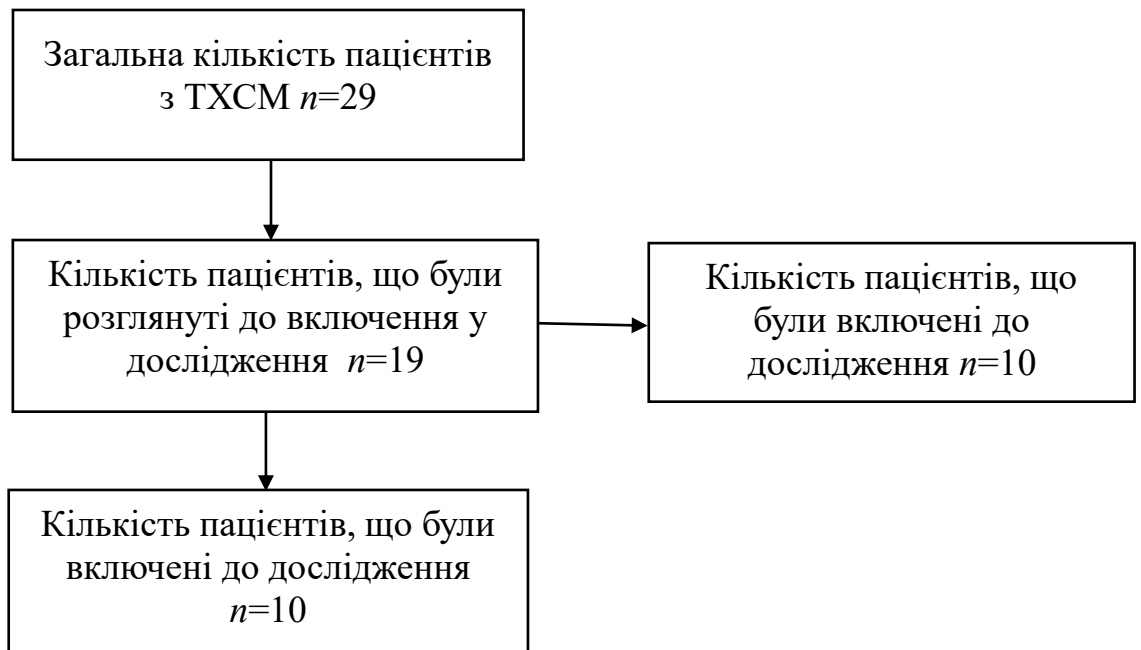 Загальна кількість пацієнтів
з ТХСМ n=29
Кількість пацієнтів, що були
розглянуті до включення у
дослідження n=19
Кількість пацієнтів, що
були включені до
дослідження n=10
Кількість пацієнтів, що були
включені до дослідження
n=10